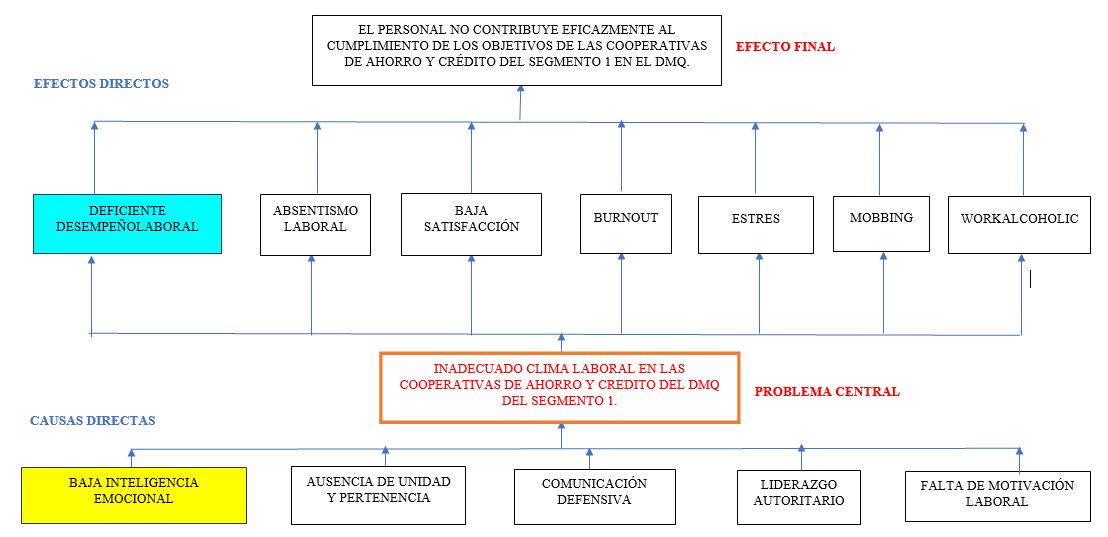 EL PERSONAL NO CONTRIBUYE EFICAZMENTE AL
CUMPLIMIENTO DE LOS OBJETIVOS DE LAS COOPERATIVAS
DE AHORRO Y CRÉDITO DEL SEGMENTO 1 EN EL DMQ.
EFECTO FINAL
EFECTOS DIRECTOS
DEFICIENTE
DESEMPEÑOLABORAL
ABSENTISMO
LABORAL
BAJA
SATISFACCIÓN
BURNOUT
ESTRES
MOBBING
WORKALCOHOLIC
INADECUADO CLIMA LABORAL EN LAS
COOPERATIVAS DE AHORRO Y CREDITO DEL DMQ
DEL SEGMENTO 1.
PROBLEMA CENTRAL
CAUSAS DIRECTAS
BAJA INTELIGENCIA
EMOCIONAL
AUSENCIA DE UNIDAD
Y PERTENENCIA
COMUNICACIÓN
DEFENSIVA
LIDERAZGO
AUTORITARIO
FALTA DE MOTIVACIÓN
LABORAL